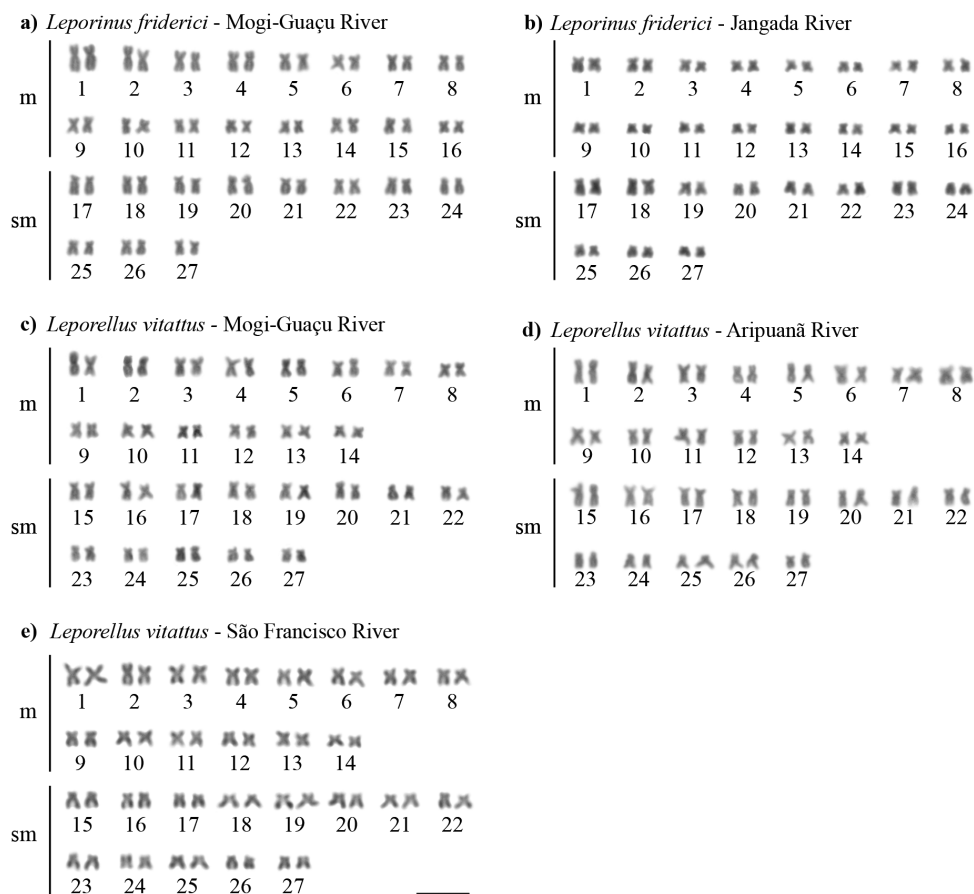 a) Leporinus friderici - Mogi-Guaçu River
m
1 2 3 4 5 6 7 8
9 10 11 12 13 14 15 16
sm
17 18 19 20 21 22 23 24
25 26 27
b) Leporinus friderici - Jangada River
m
1 2 3 4 5 6 7 8
9 10 11 12 13 14 15 16
sm
17 18 19 20 21 22 23 24
25 26 27
c) Leporellus vitattus - Mogi-Guaçu River
m
1 2 3 4 5 6 7 8
9 10 11 12 13 14
sm
15 16 17 18 19 20 21 22
23 24 25 26 27
d) Leporellus vitattus - Aripuanã River
m
1 2 3 4 5 6 7 8
9 10 11 12 13 14
sm
15 16 17 18 19 20 21 22
23 24 25 26 27
e) Leporellus vitattus - São Francisco River
m
1 2 3 4 5 6 7 8
9 10 11 12 13 14
sm
15 16 17 18 19 20 21 22
23 24 25 26 27